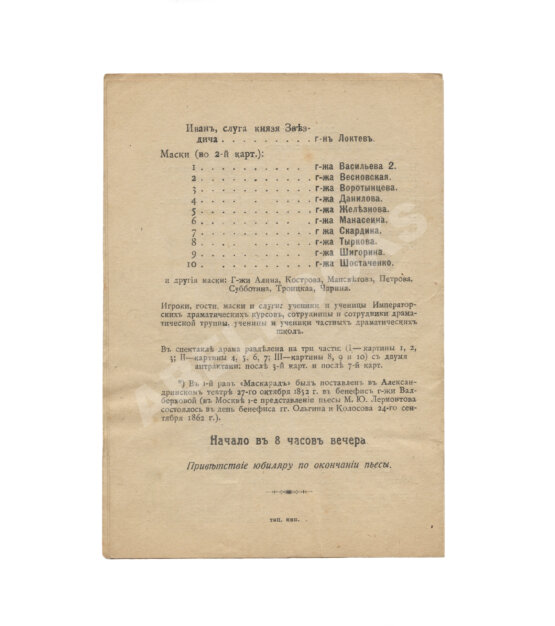 Иванъ, слуга князя Звѣз-
дича . . . . . . . . . . г-нъ Локтевъ.
Маски (во 2-й карт.):
1 . . . . . . . . . . г-жа Васильева 2.
2 . . . . . . . . . . г-жа Весновская.
3 . . . . . . . . . . г-жа Воротынцева.
4 . . . . . . . . . . г-жа Данилова.
5 . . . . . . . . . . г-жа Желѣзнова.
6 . . . . . . . . . . г-жа Манасеина.
7 . . . . . . . . . . г-жа Скардина.
8 . . . . . . . . . . г-жа Тыркова.
9 . . . . . . . . . . г-жа Шигорина.
10 . . . . . . . . . . г-жа Шостаченко.
и другія маски: Г-жи Алина, Кострова, Мансвѣтова, Петрова,
Субботина, Троицкая, Чарина.
Игроки, гости, маски и слуги: ученики и ученицы Император-
скихъ драматическихъ курсовъ, сотрудницы и сотрудники драма-
тической труппы, ученицы и ученики частныхъ драматическихъ
школъ.
Въ спектаклѣ драма раздѣлена на три части: (I—картины 1, 2,
3; II—картины 4, 5, 6, 7; III—картины 8, 9 и 10) съ двумя
антрактами: послѣ 3-й карт. и послѣ 7-й карт.
*) Въ 1-й разъ «Маскарадъ» былъ поставленъ въ Алексан-
дринскомъ театрѣ 27-го октября 1852 г. въ бенефисъ г-жи Вал-
берховой (въ Москвѣ 1-е представленіе пьесы М. Ю. Лермонтова
состоялось въ день бенефиса гг. Ольгина и Колосова 24-го сен-
тября 1862 г.).
Начало въ 8 часовъ вечера
Привѣтствіе юбиляру по окончаніи пьесы.